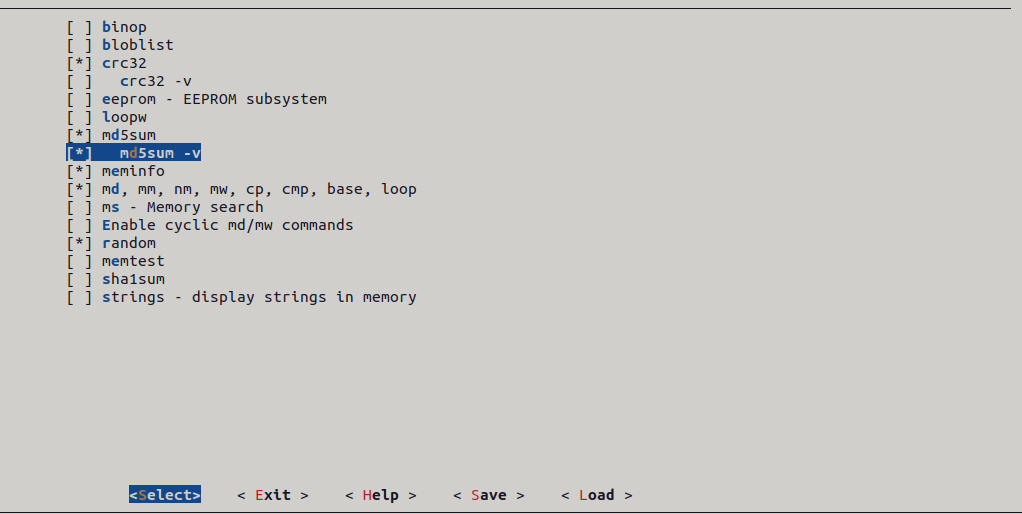 [ ] binop
[ ] bloblist
[*] crc32
[ ]   crc32 -v
[ ] eeprom - EEPROM subsystem
[ ] loopw
[*] md5sum
[*]   md5sum -v
[*] meminfo
[*] md, mm, nm, mw, cp, cmp, base, loop
[ ] ms - Memory search
[ ] Enable cyclic md/mw commands
[*] random
[ ] memtest
[ ] sha1sum
[ ] strings - display strings in memory
<Select>    < Exit >    < Help >    < Save >    < Load >